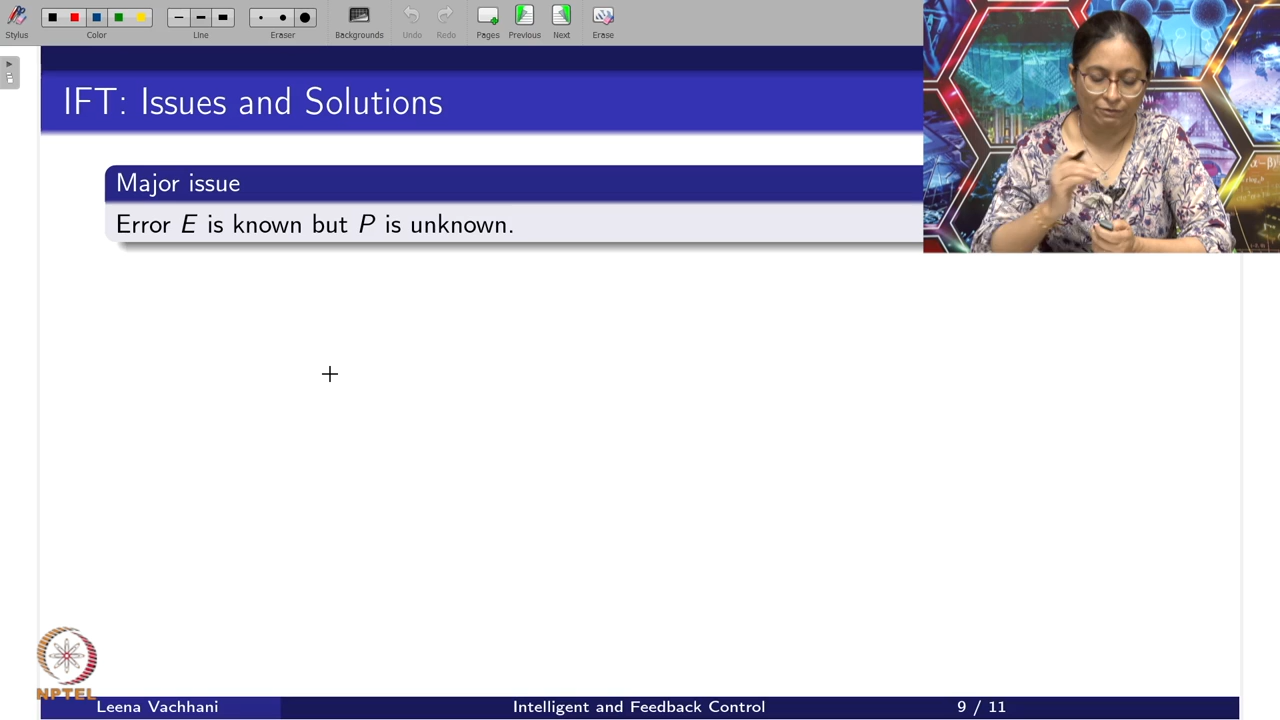 Stylus
Color
Line
Eraser
Backgrounds
Undo
Redo
Pages
Previous
Next
Erase
IFT: Issues and Solutions
Major issue
Error E is known but P is unknown.
NPTEL
Leena Vachhani
Intelligent and Feedback Control
9 / 11